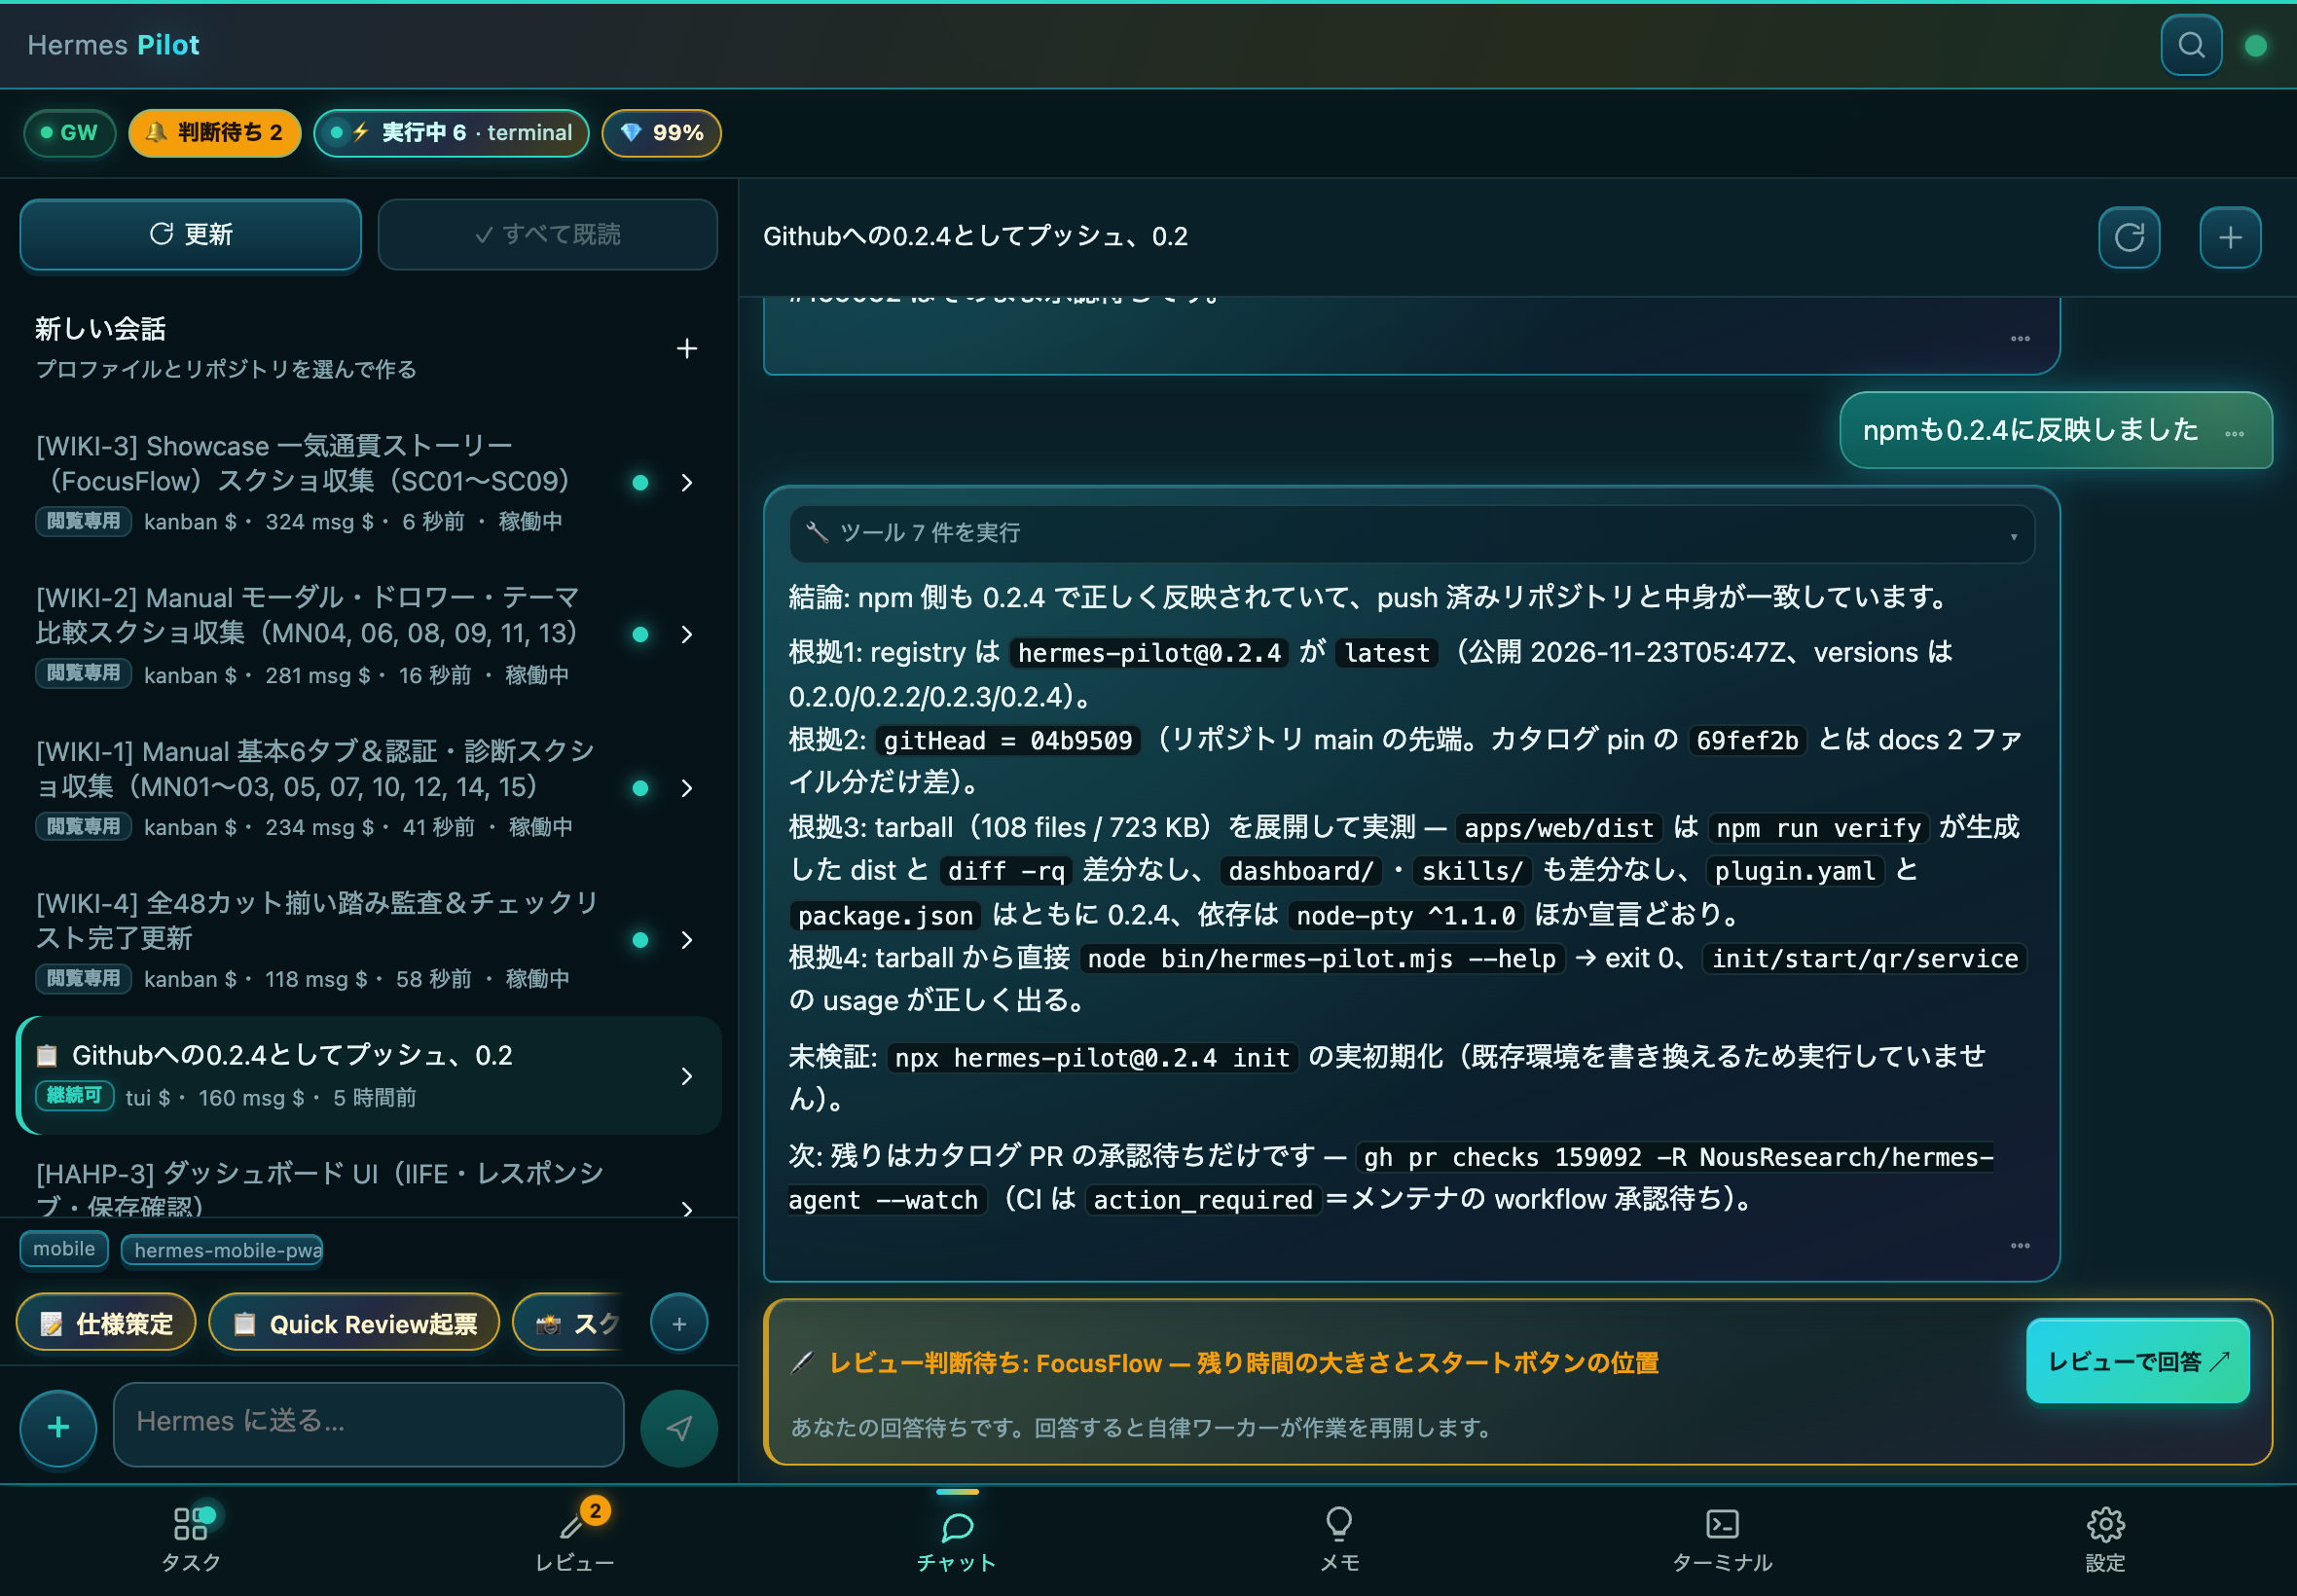 Hermes Pilot
GW
判断待ち 2
実行中 6 · terminal
99%
更新
✓ すべて既読
新しい会話
プロファイルとリポジトリを選んで作る
[WIKI-3] Showcase 一気通貫ストーリー
（FocusFlow）スクショ収集（SC01〜SC09）
閲覧専用 kanban $・ 324 msg $・ 6 秒前 ・ 稼働中
[WIKI-2] Manual モーダル・ドロワー・テーマ
比較スクショ収集（MN04, 06, 08, 09, 11, 13）
閲覧専用 kanban $・ 281 msg $・ 16 秒前 ・ 稼働中
[WIKI-1] Manual 基本6タブ＆認証・診断スクシ
ョ収集（MN01〜03, 05, 07, 10, 12, 14, 15）
閲覧専用 kanban $・ 234 msg $・ 41 秒前 ・ 稼働中
[WIKI-4] 全48カット揃い踏み監査＆チェックリ
スト完了更新
閲覧専用 kanban $・ 118 msg $・ 58 秒前 ・ 稼働中
Githubへの0.2.4としてプッシュ、0.2
継続可 tui $・ 160 msg $・ 5 時間前
[HAHP-3] ダッシュボード UI（IIFE・レスポンシ
ブ・保存確認）
mobile
hermes-mobile-pwa
仕様策定
Quick Review起票
スク
+
Hermes に送る...
Githubへの0.2.4としてプッシュ、0.2
npmも0.2.4に反映しました
ツール 7 件を実行
結論: npm 側も 0.2.4 で正しく反映されていて、push 済みリポジトリと中身が一致しています。
根拠1: registry は hermes-pilot@0.2.4 が latest （公開 2026-11-23T05:47Z、versions は
0.2.0/0.2.2/0.2.3/0.2.4）。
根拠2: gitHead = 04b9509 （リポジトリ main の先端。カタログ pin の 69fef2b とは docs 2 ファ
イル分だけ差）。
根拠3: tarball（108 files / 723 KB）を展開して実測 — apps/web/dist は npm run verify が生成
した dist と diff -rq 差分なし、 dashboard/ ・ skills/ も差分なし、 plugin.yaml と
package.json はともに 0.2.4、依存は node-pty ^1.1.0 ほか宣言どおり。
根拠4: tarball から直接 node bin/hermes-pilot.mjs --help → exit 0、 init/start/qr/service
の usage が正しく出る。
未検証: npx hermes-pilot@0.2.4 init の実初期化（既存環境を書き換えるため実行していませ
ん）。
次: 残りはカタログ PR の承認待ちだけです — gh pr checks 159092 -R NousResearch/hermes-
agent --watch （CI は action_required＝メンテナの workflow 承認待ち）。
レビュー判断待ち: FocusFlow — 残り時間の大きさとスタートボタンの位置
レビューで回答 ↗
あなたの回答待ちです。回答すると自律ワーカーが作業を再開します。
タスク
2
レビュー
チャット
メモ
ターミナル
設定